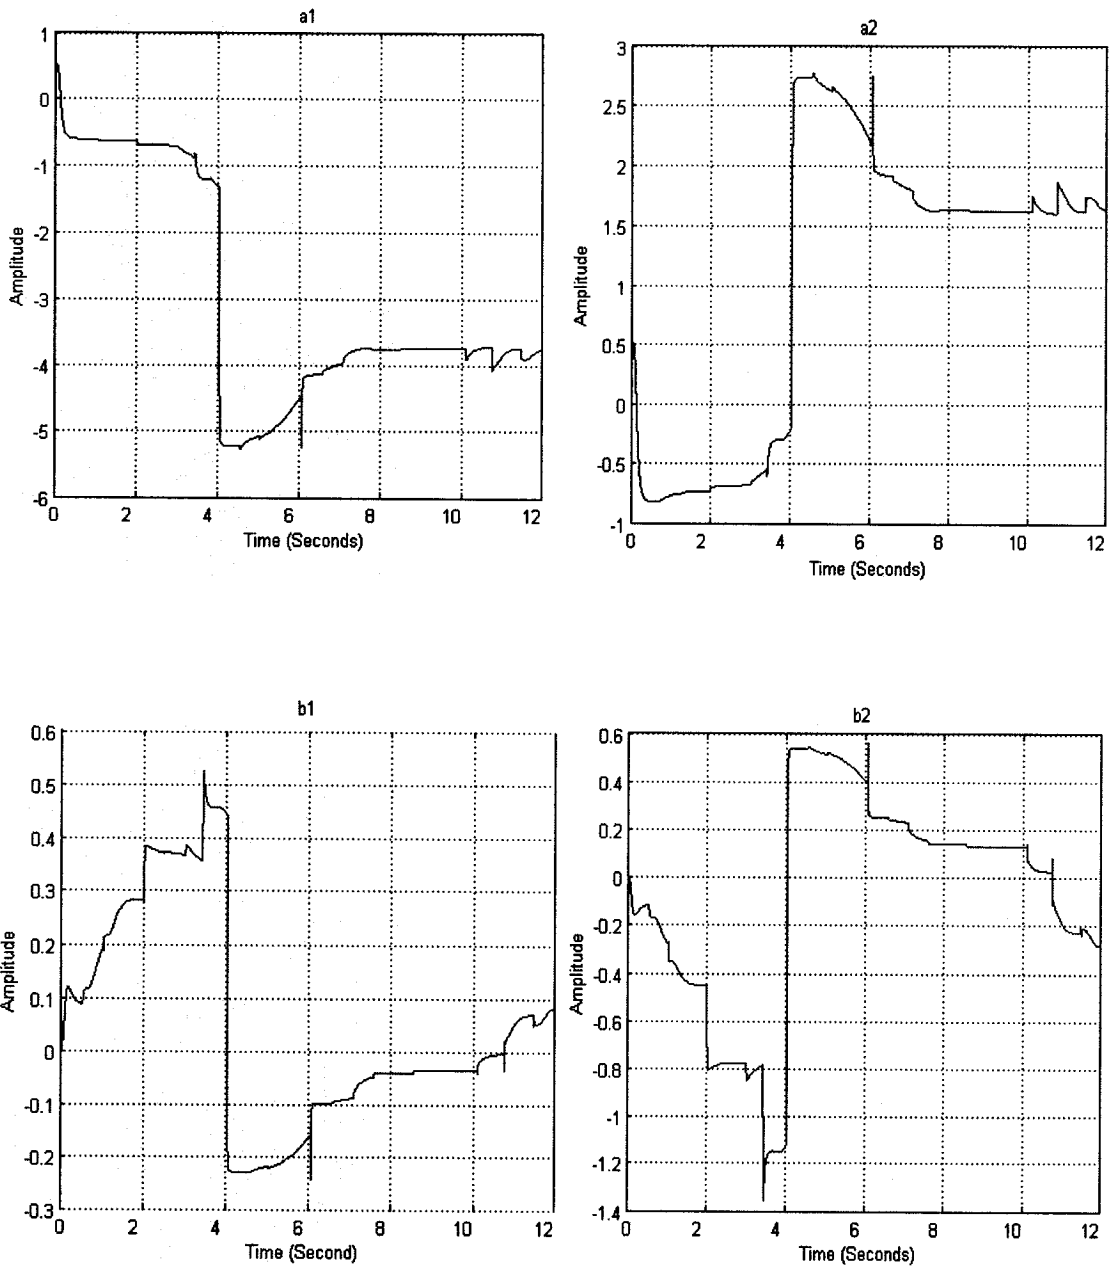 a1
1
0
-1
-2
-3
-4
-5
-6
Amplitude
0 2 4 6 8 10 12
Time (Seconds)
a2
3
2.5
2
1.5
1
0.5
0
-0.5
-1
Amplitude
0 2 4 6 8 10 12
Time (Seconds)
b1
0.6
0.5
0.4
0.3
0.2
0.1
0
-0.1
-0.2
-0.3
Amplitude
0 2 4 6 8 10 12
Time (Second)
b2
0.6
0.4
0.2
0
-0.2
-0.4
-0.6
-0.8
-1
-1.2
-1.4
Amplitude
0 2 4 6 8 10 12
Time (Seconds)